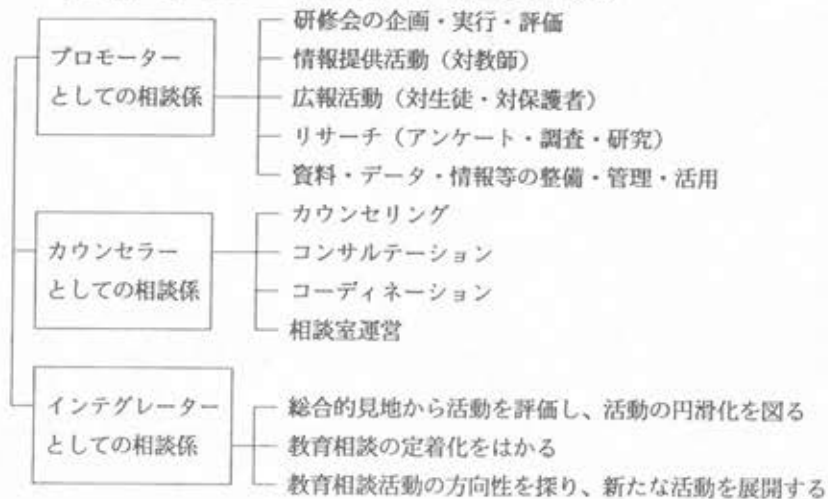 プロモーター
としての相談係
研修会の企画・実行・評価
情報提供活動（対教師）
広報活動（対生徒・対保護者）
リサーチ（アンケート・調査・研究）
資料・データ・情報等の整備・管理・活用
カウンセラー
としての相談係
カウンセリング
コンサルテーション
コーディネーション
相談室運営
インテグレーター
としての相談係
総合的見地から活動を評価し、活動の円滑化を図る
教育相談の定着化をはかる
教育相談活動の方向性を探り、新たな活動を展開する